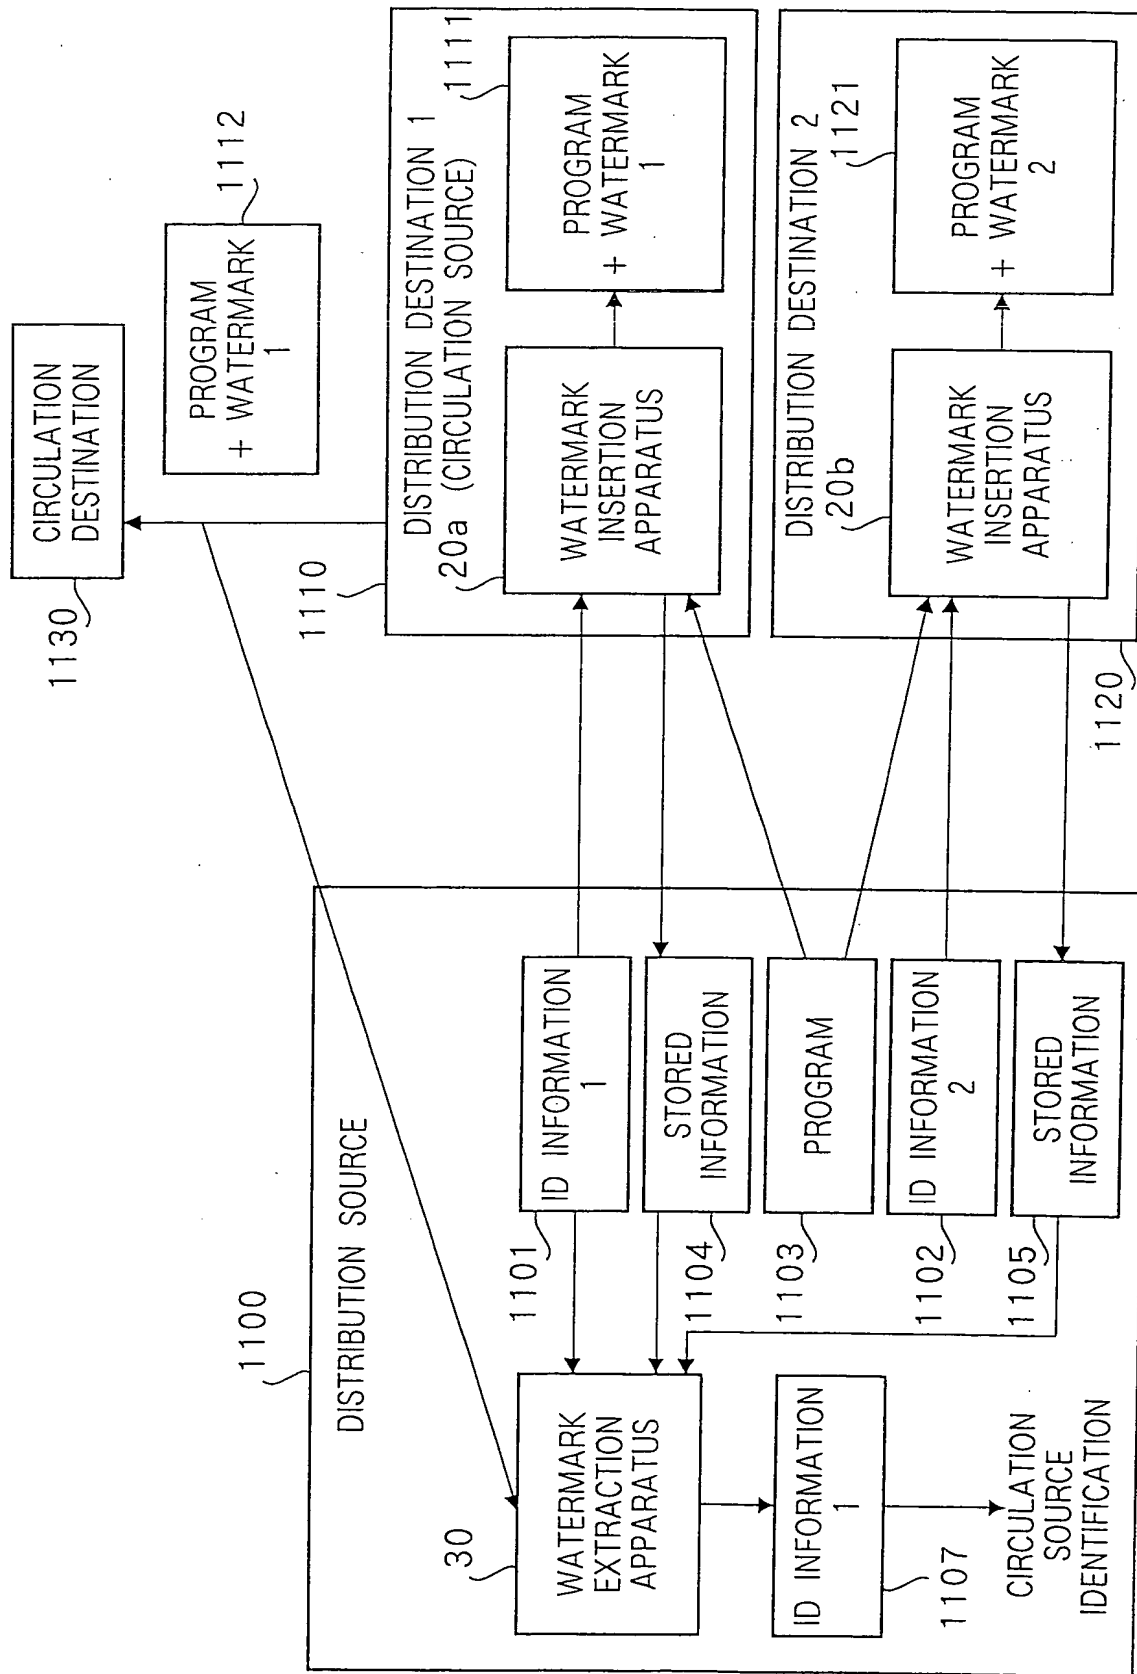 1100
DISTRIBUTION SOURCE
30
WATERMARK
EXTRACTION
APPARATUS
ID INFORMATION
1
1107
CIRCULATION
SOURCE
IDENTIFICATION
1101
ID INFORMATION
1
1104
STORED
INFORMATION
1103
PROGRAM
1102
ID INFORMATION
2
1105
STORED
INFORMATION
1130
CIRCULATION
DESTINATION
1112
PROGRAM
+ WATERMARK
1
1110
DISTRIBUTION DESTINATION 1
20a (CIRCULATION SOURCE)
WATERMARK
INSERTION
APPARATUS
1111
PROGRAM
+ WATERMARK
1
1120
DISTRIBUTION DESTINATION 2
20b
WATERMARK
INSERTION
APPARATUS
1121
PROGRAM
+ WATERMARK
2